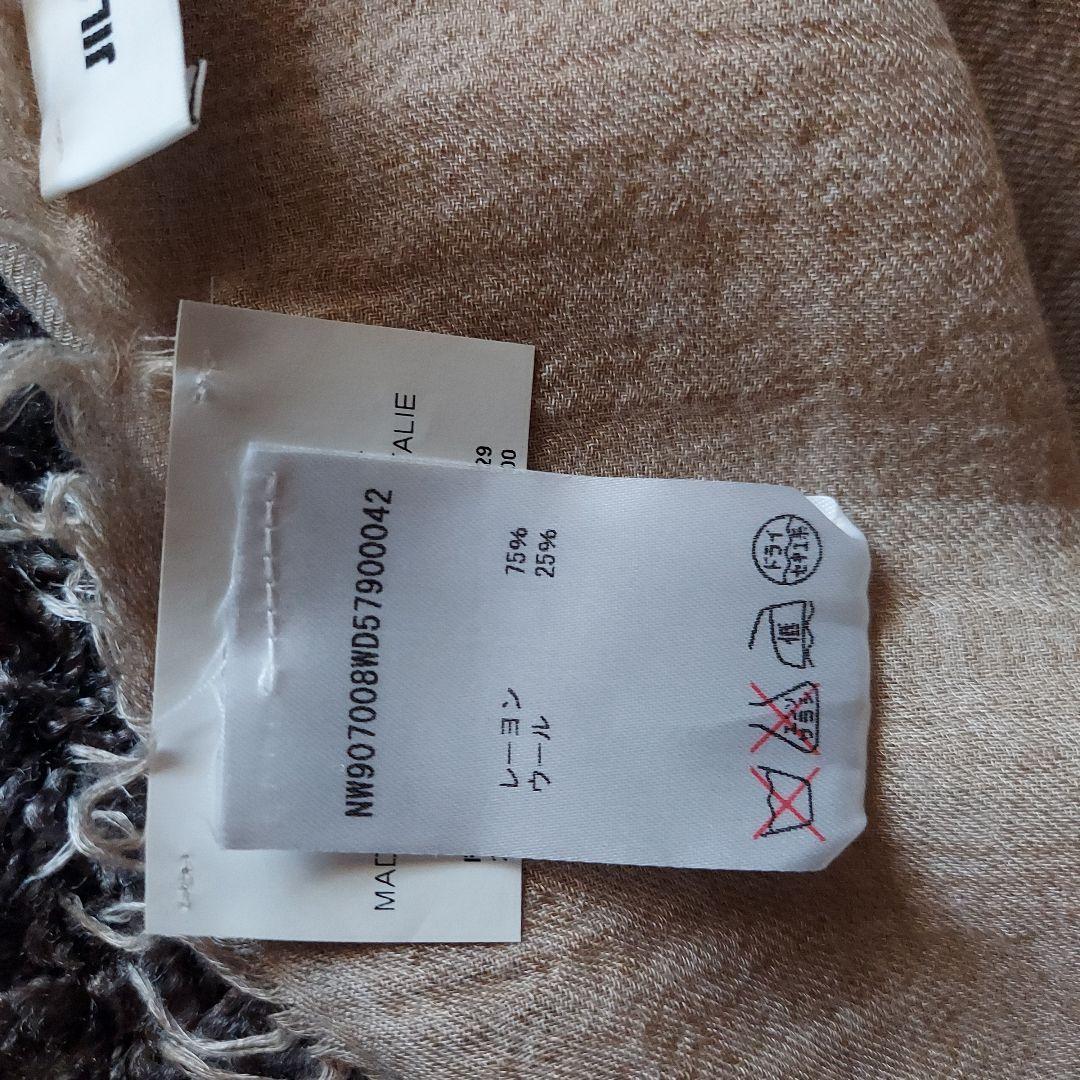 JIL
NW907008WD57900042
レーヨン 75%
ウール 25%
エンソ
サラシ
低
ドライ
セキユ系
MAD
TALIE
29
00